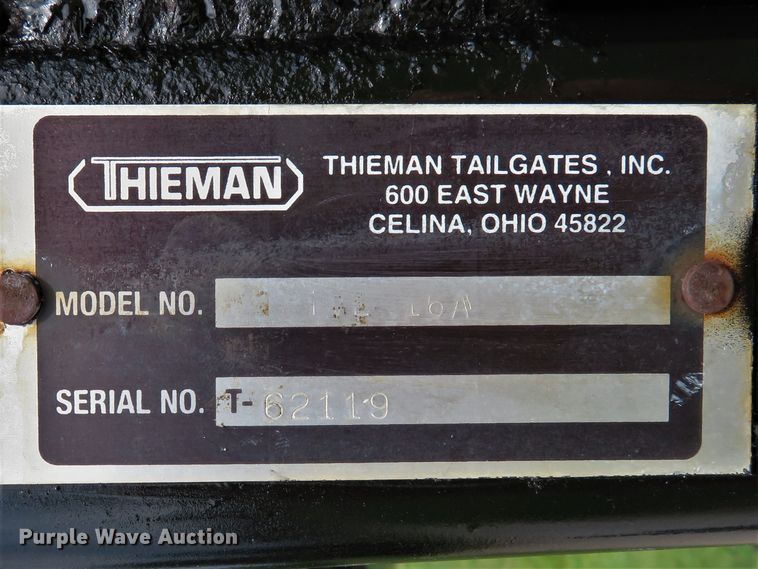 THIEMAN
THIEMAN TAILGATES, INC.
600 EAST WAYNE
CELINA, OHIO 45822
MODEL NO.
SERIAL NO. T-62119
Purple Wave Auction